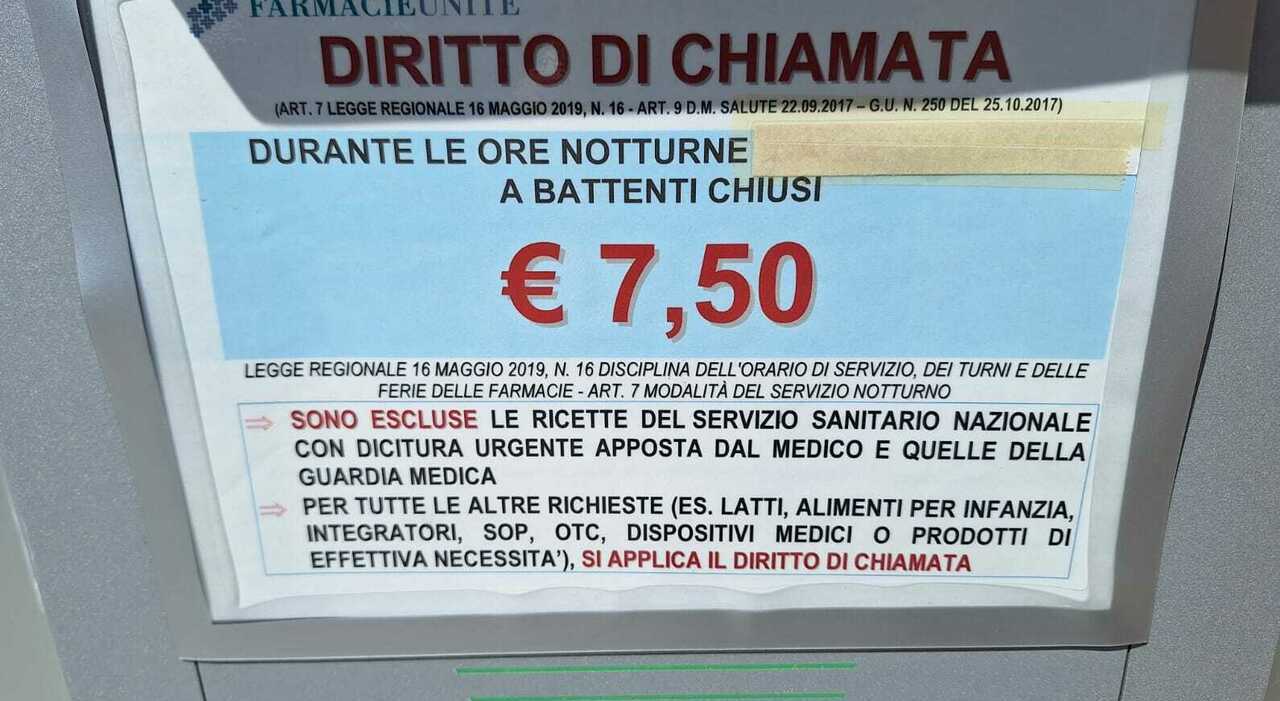 FARMACIEUNITE
DIRITTO DI CHIAMATA
(ART. 7 LEGGE REGIONALE 16 MAGGIO 2019, N. 16 - ART. 9 D.M. SALUTE 22.09.2017 – G.U. N. 250 DEL 25.10.2017)
DURANTE LE ORE NOTTURNE
A BATTENTI CHIUSI
€ 7,50
LEGGE REGIONALE 16 MAGGIO 2019, N. 16 DISCIPLINA DELL'ORARIO DI SERVIZIO, DEI TURNI E DELLE
FERIE DELLE FARMACIE - ART. 7 MODALITÀ DEL SERVIZIO NOTTURNO
⇒ SONO ESCLUSE LE RICETTE DEL SERVIZIO SANITARIO NAZIONALE
CON DICITURA URGENTE APPOSTA DAL MEDICO E QUELLE DELLA
GUARDIA MEDICA
⇒ PER TUTTE LE ALTRE RICHIESTE (ES. LATTI, ALIMENTI PER INFANZIA,
INTEGRATORI, SOP, OTC, DISPOSITIVI MEDICI O PRODOTTI DI
EFFETTIVA NECESSITA'), SI APPLICA IL DIRITTO DI CHIAMATA